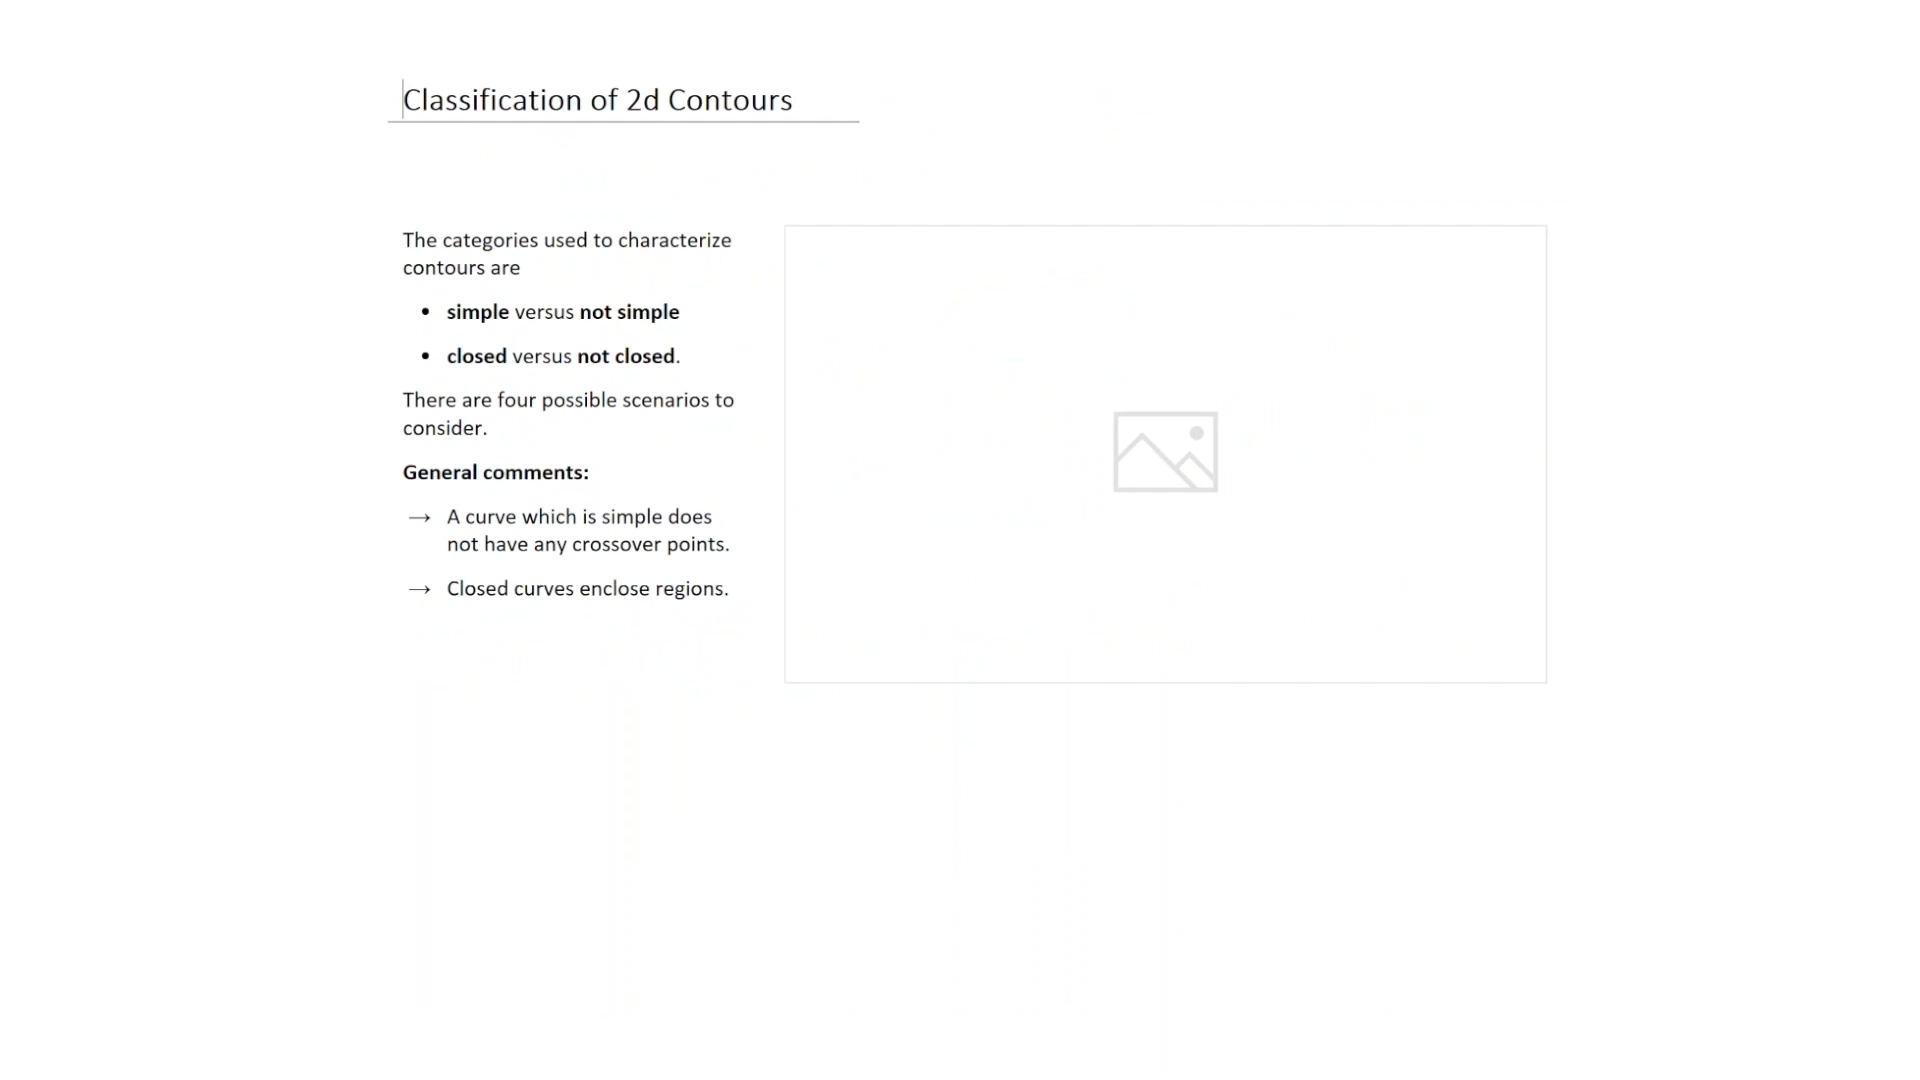 Classification of 2d Contours
The categories used to characterize
contours are
• simple versus not simple
• closed versus not closed.
There are four possible scenarios to
consider.
General comments:
→ A curve which is simple does
not have any crossover points.
→ Closed curves enclose regions.